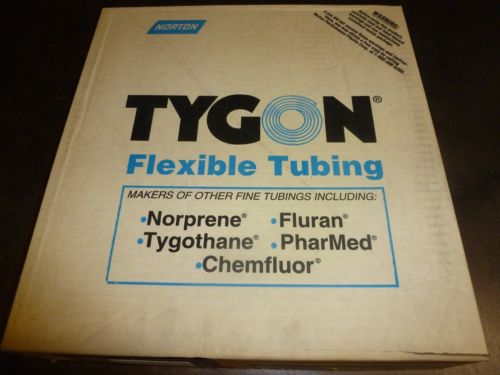 NORTON
WARNING:
TYGON®
Flexible Tubing
MAKERS OF OTHER FINE TUBINGS INCLUDING:
•Norprene® •Fluran®
•Tygothane® •PharMed®
•Chemfluor®